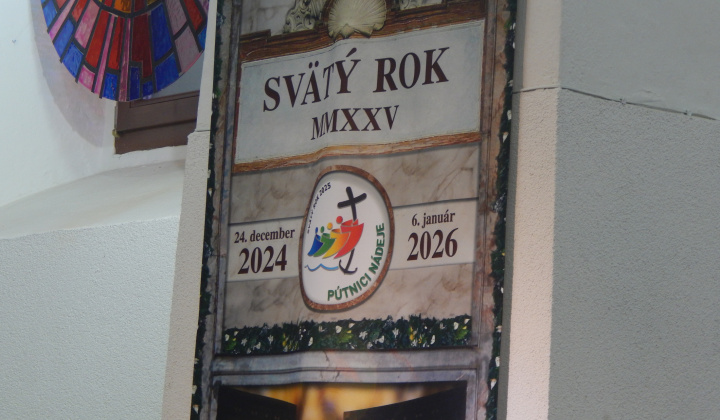 SVÄTÝ ROK
MMXXV
24. december
2024
PÚTNICI NÁDEJE
6. január
2026